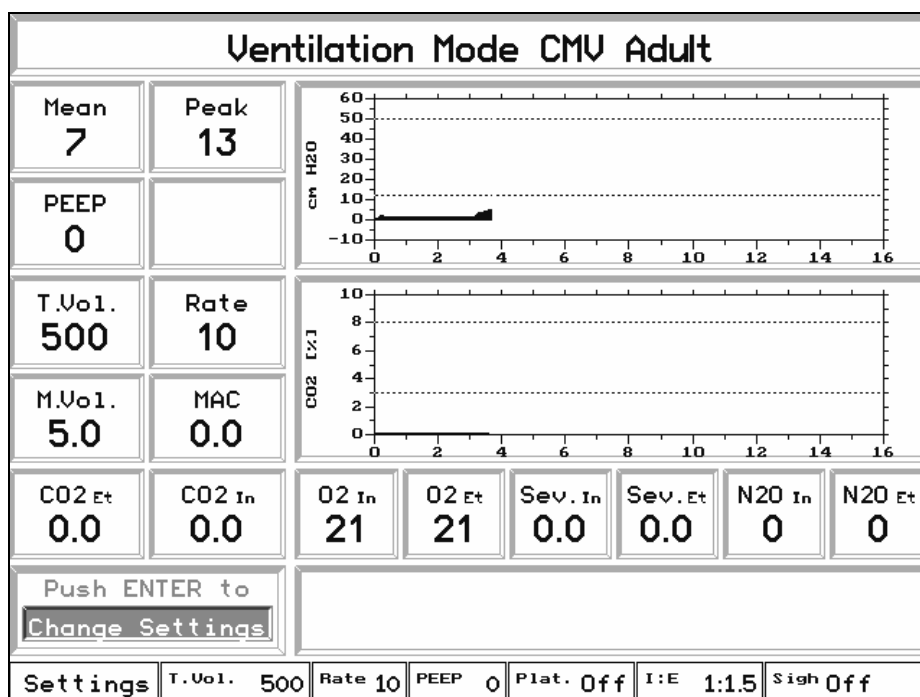 Ventilation Mode CMV Adult
Mean Peak
7 13
PEEP
0
T.Vol. Rate
500 10
M.Vol. MAC
5.0 0.0
CO2 Et CO2 In
0.0 0.0
cm H2O
60
50
40
30
20
10
0
-10
0 2 4 6 8 10 12 14 16
CO2 [%]
10
8
6
4
2
0
0 2 4 6 8 10 12 14 16
O2 In O2 Et Sev.In Sev.Et N2O In N2O Et
21 21 0.0 0.0 0 0
Push ENTER to
Change Settings
Settings T.Vol. 500 Rate 10 PEEP 0 Plat. Off I:E 1:1.5 Sigh Off